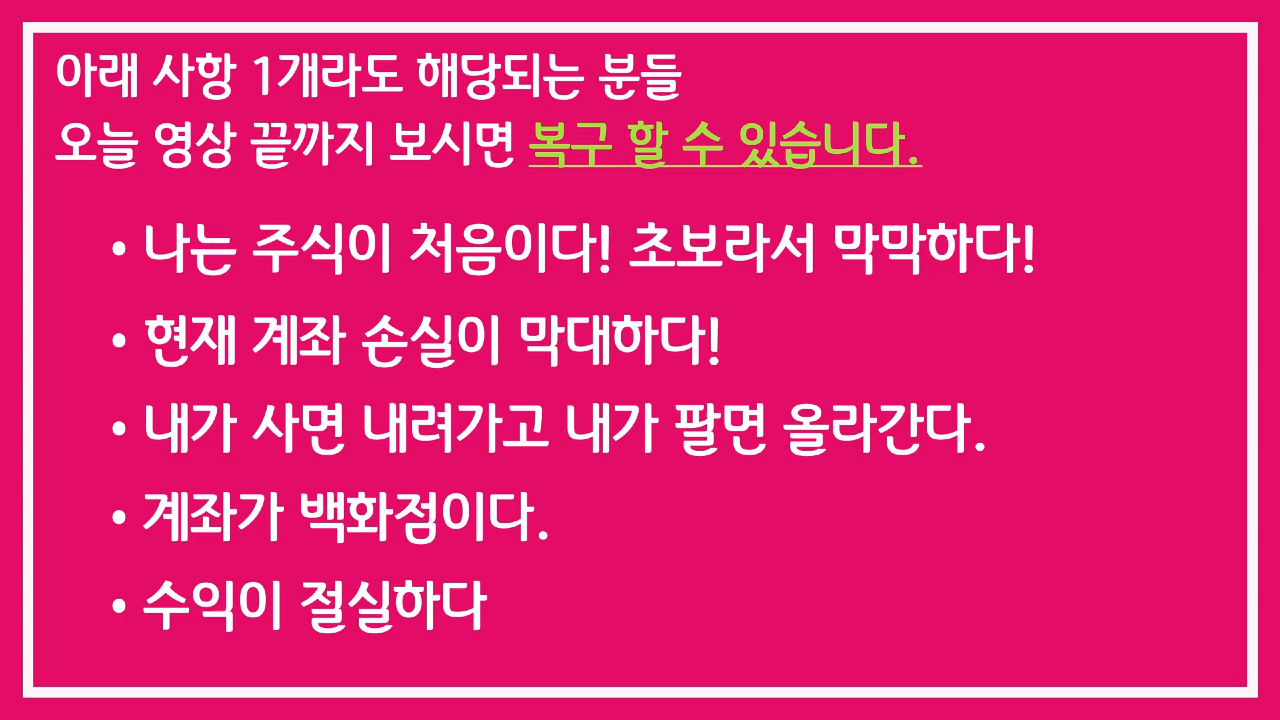 아래 사항 1개라도 해당되는 분들
오늘 영상 끝까지 보시면 복구 할 수 있습니다.
• 나는 주식이 처음이다! 초보라서 막막하다!
• 현재 계좌 손실이 막대하다!
• 내가 사면 내려가고 내가 팔면 올라간다.
• 계좌가 백화점이다.
• 수익이 절실하다